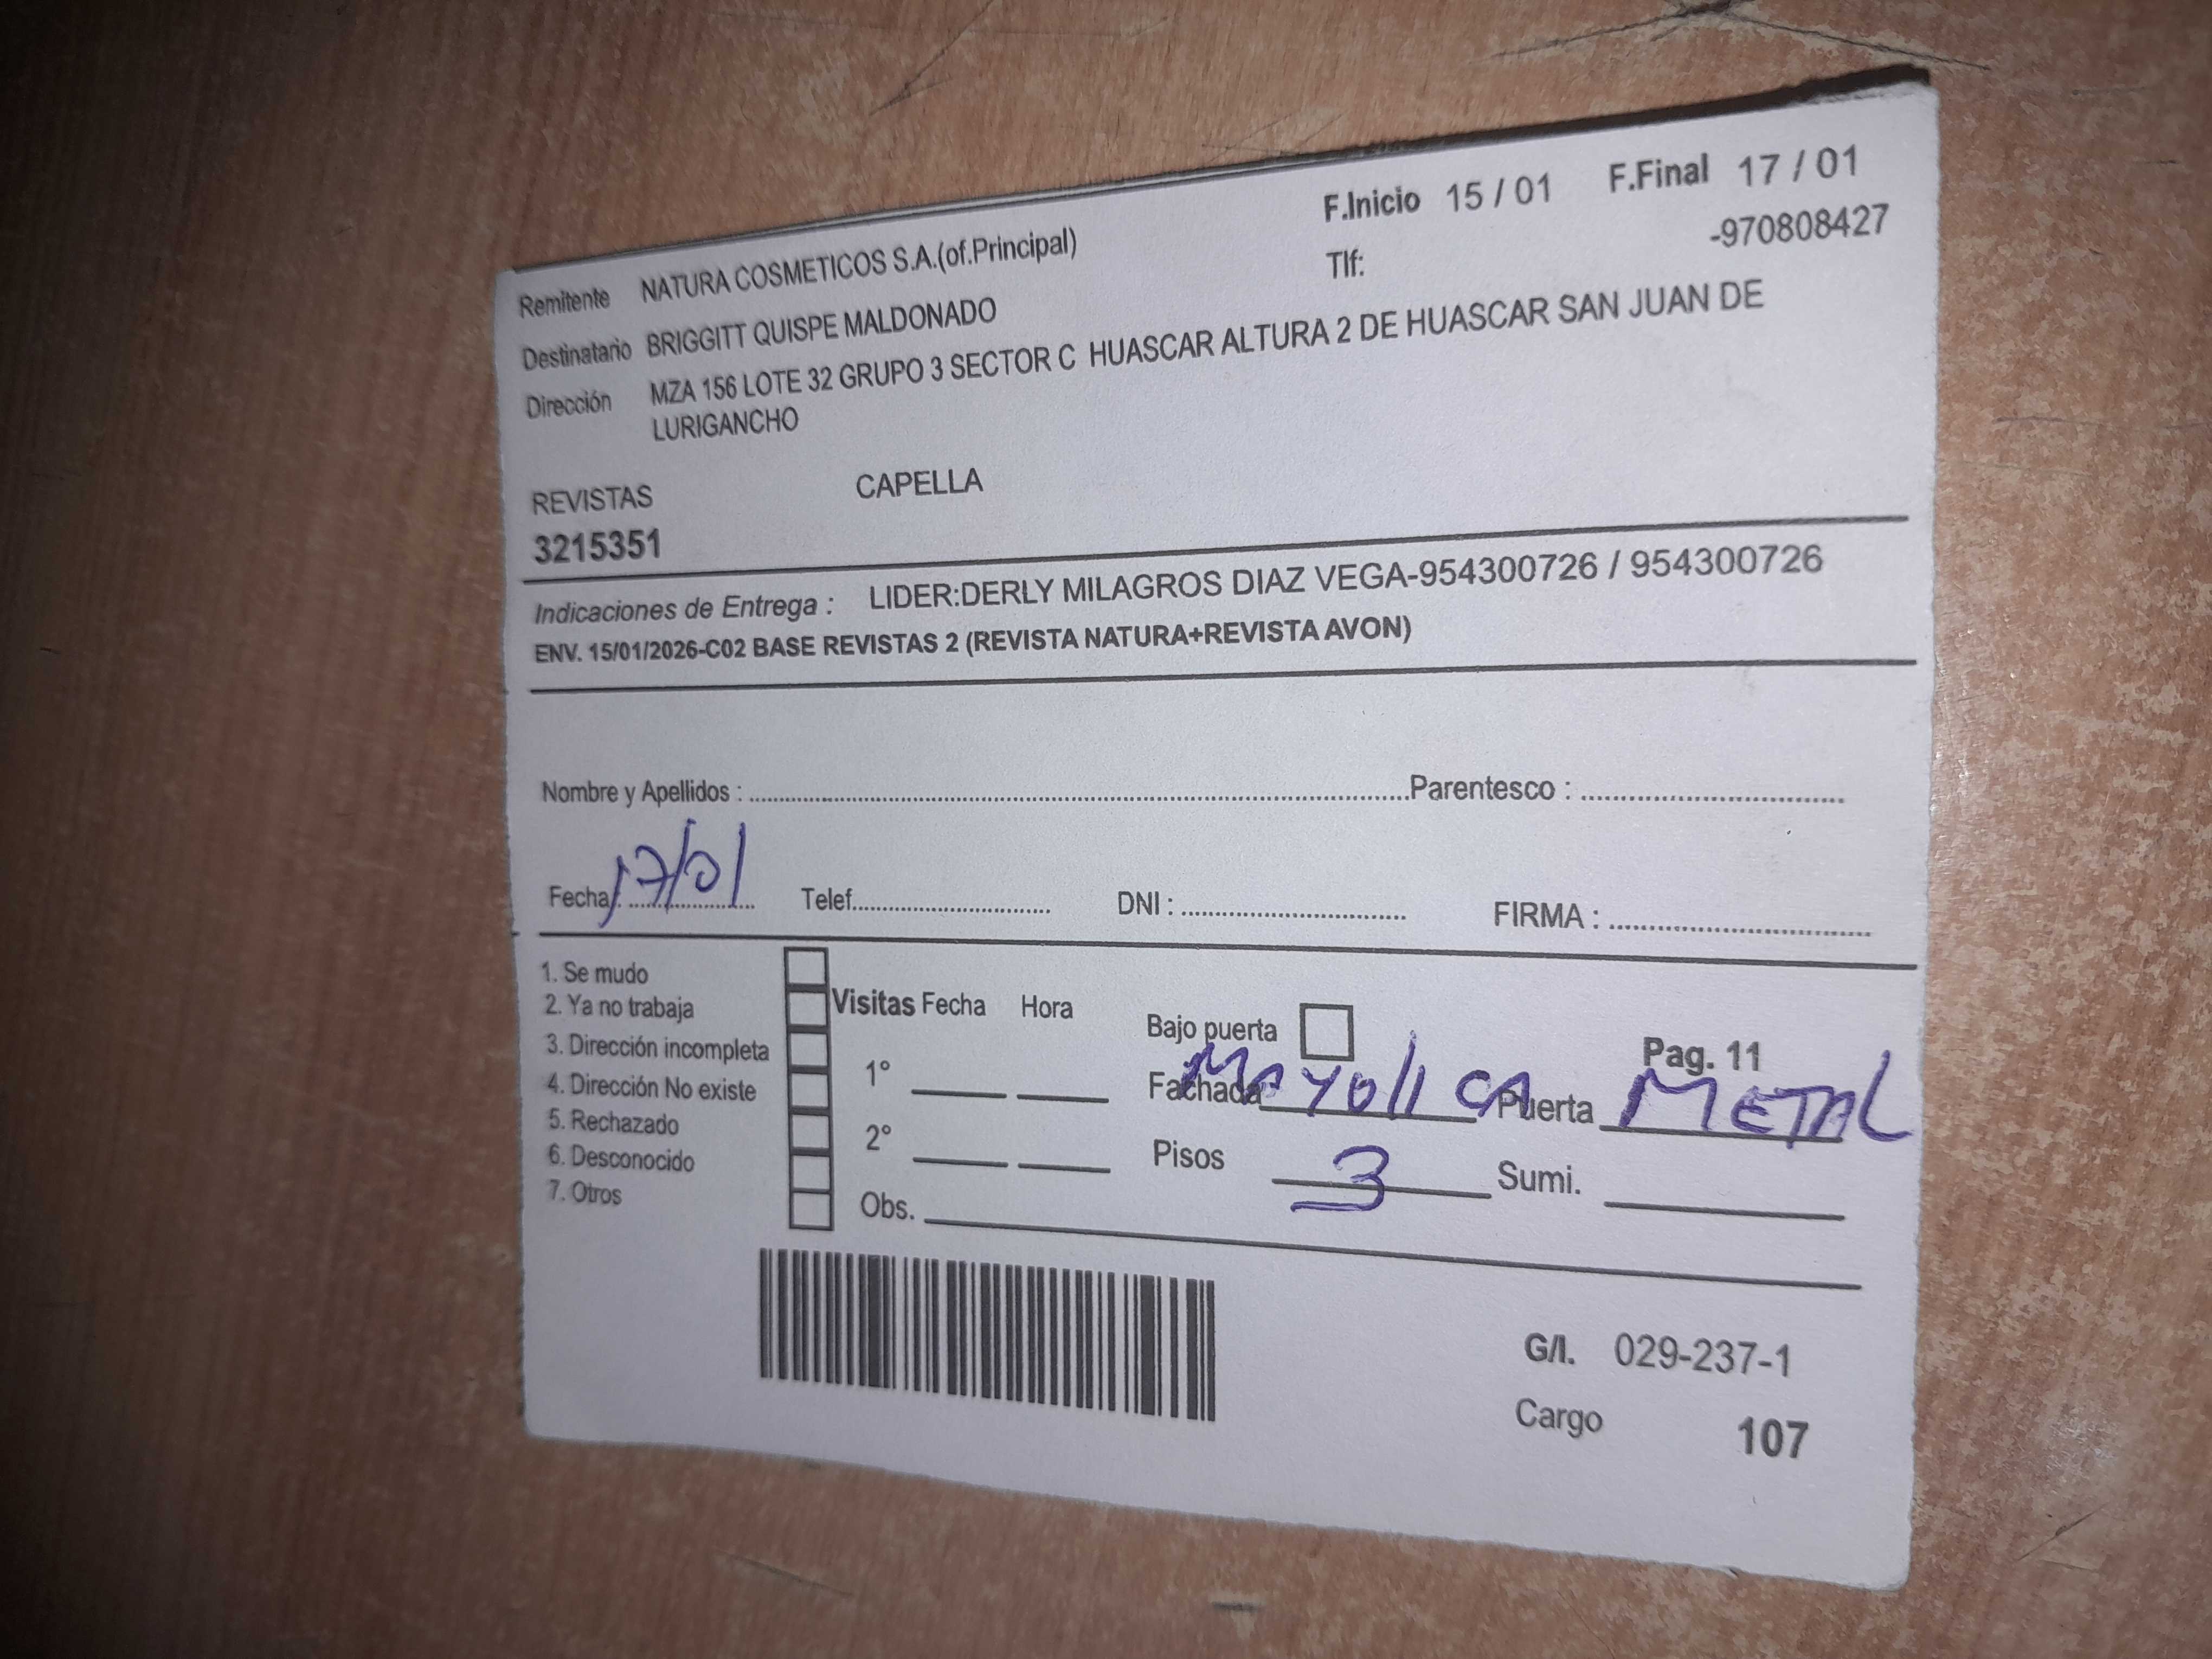 F.Inicio 15 / 01 F.Final 17 / 01
Remitente NATURA COSMETICOS S.A.(of.Principal)
Tlf: -970808427
Destinatario BRIGGITT QUISPE MALDONADO
Dirección MZA 156 LOTE 32 GRUPO 3 SECTOR C HUASCAR ALTURA 2 DE HUASCAR SAN JUAN DE
LURIGANCHO
REVISTAS CAPELLA
3215351
Indicaciones de Entrega : LIDER:DERLY MILAGROS DIAZ VEGA-954300726 / 954300726
ENV. 15/01/2026-C02 BASE REVISTAS 2 (REVISTA NATURA+REVISTA AVON)
Nombre y Apellidos : Parentesco :
Fecha: 17/01 Telef. DNI : FIRMA :
1. Se mudo
2. Ya no trabaja
3. Dirección incompleta
4. Dirección No existe
5. Rechazado
6. Desconocido
7. Otros
Visitas Fecha Hora
1°
2°
Obs.
Bajo puerta
Pag. 11
Fachada MAYOlICA Puerta METAL
Pisos 3 Sumi.
G/I. 029-237-1
Cargo 107